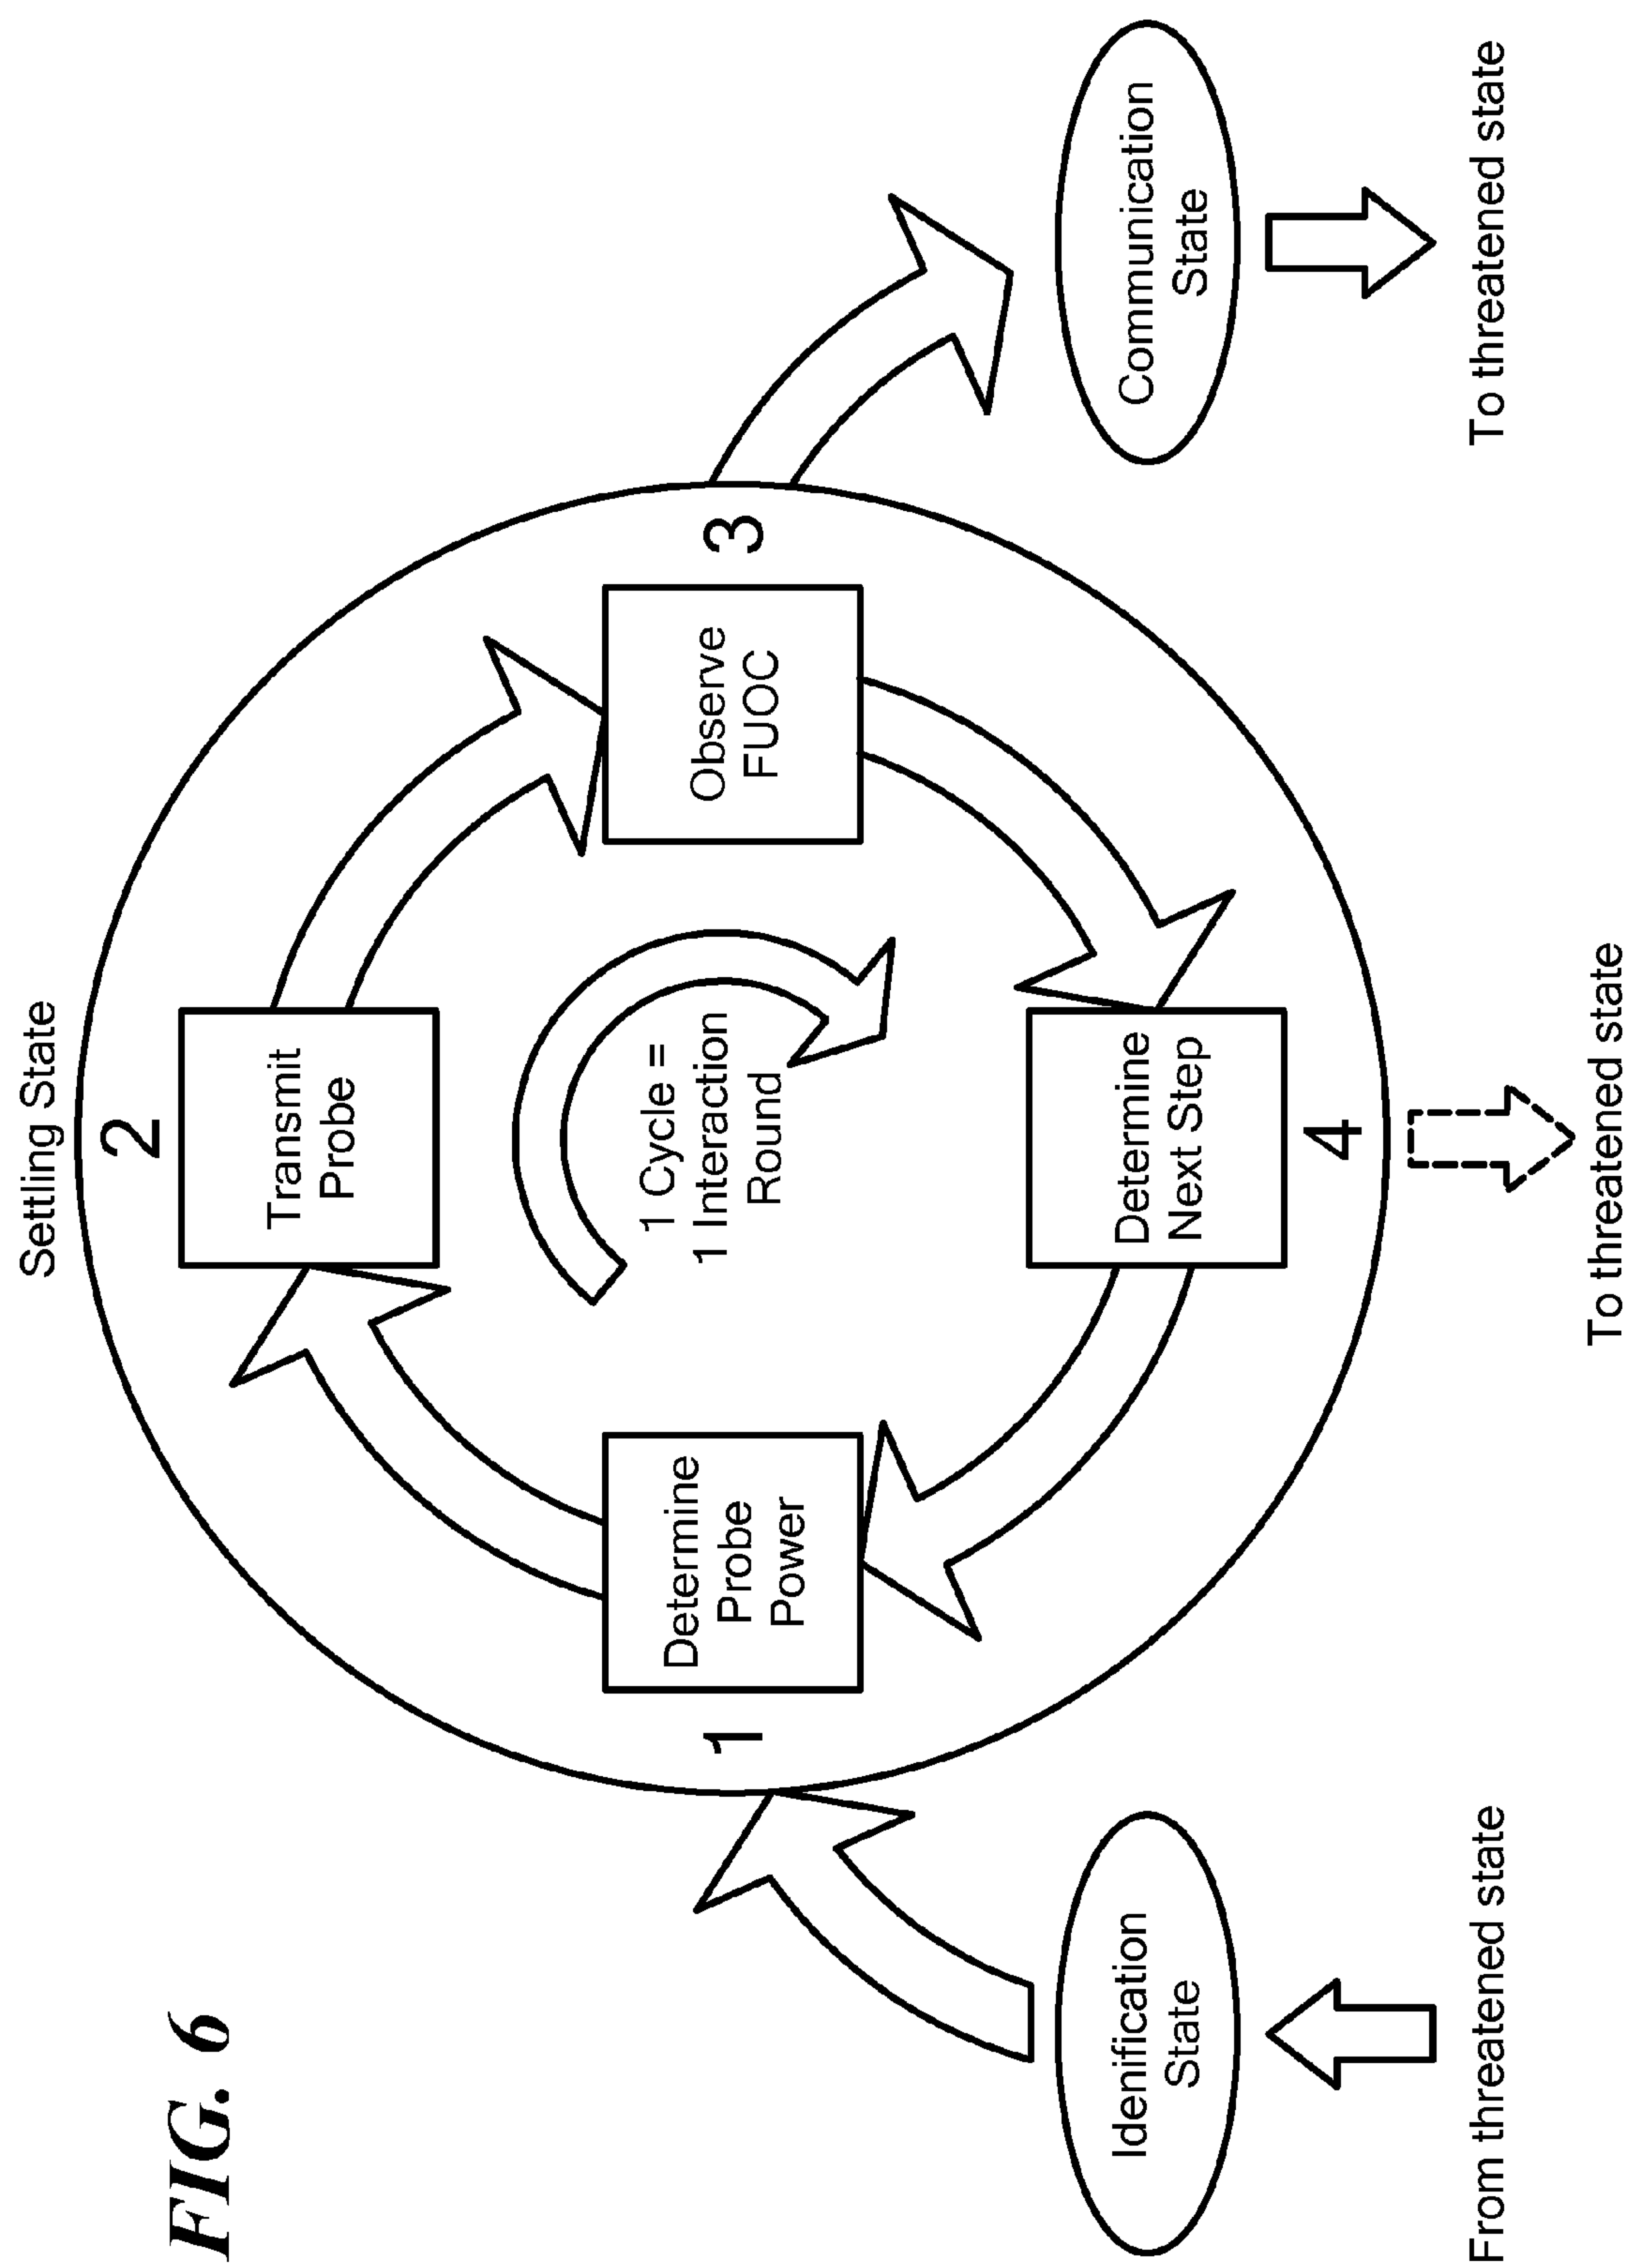 FIG. 6
Settling State
2
Transmit
Probe
1
Determine
Probe
Power
1 Cycle =
1 Interaction
Round
Observe
FUOC
3
Determine
Next Step
4
Idenification
State
Communication
State
From threatened state
To threatened state
To threatened state